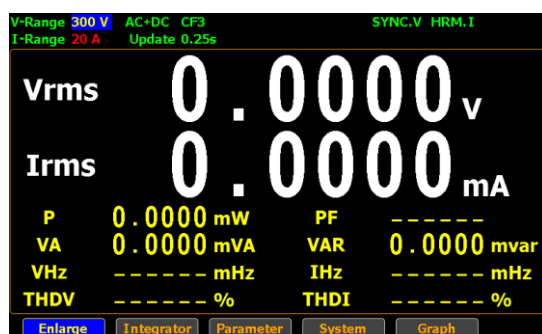 V-Range 300 V AC+DC CF3 SYNC.V HRM.I
I-Range 20 A Update 0.25s
Vrms 0.0000 V
Irms 0.0000 mA
P 0.0000 mW PF ------
VA 0.0000 mVA VAR 0.0000 mvar
VHz ------ mHz IHz ------ mHz
THDV ------ % THDI ------ %
Enlarge Integrator Parameter System Graph